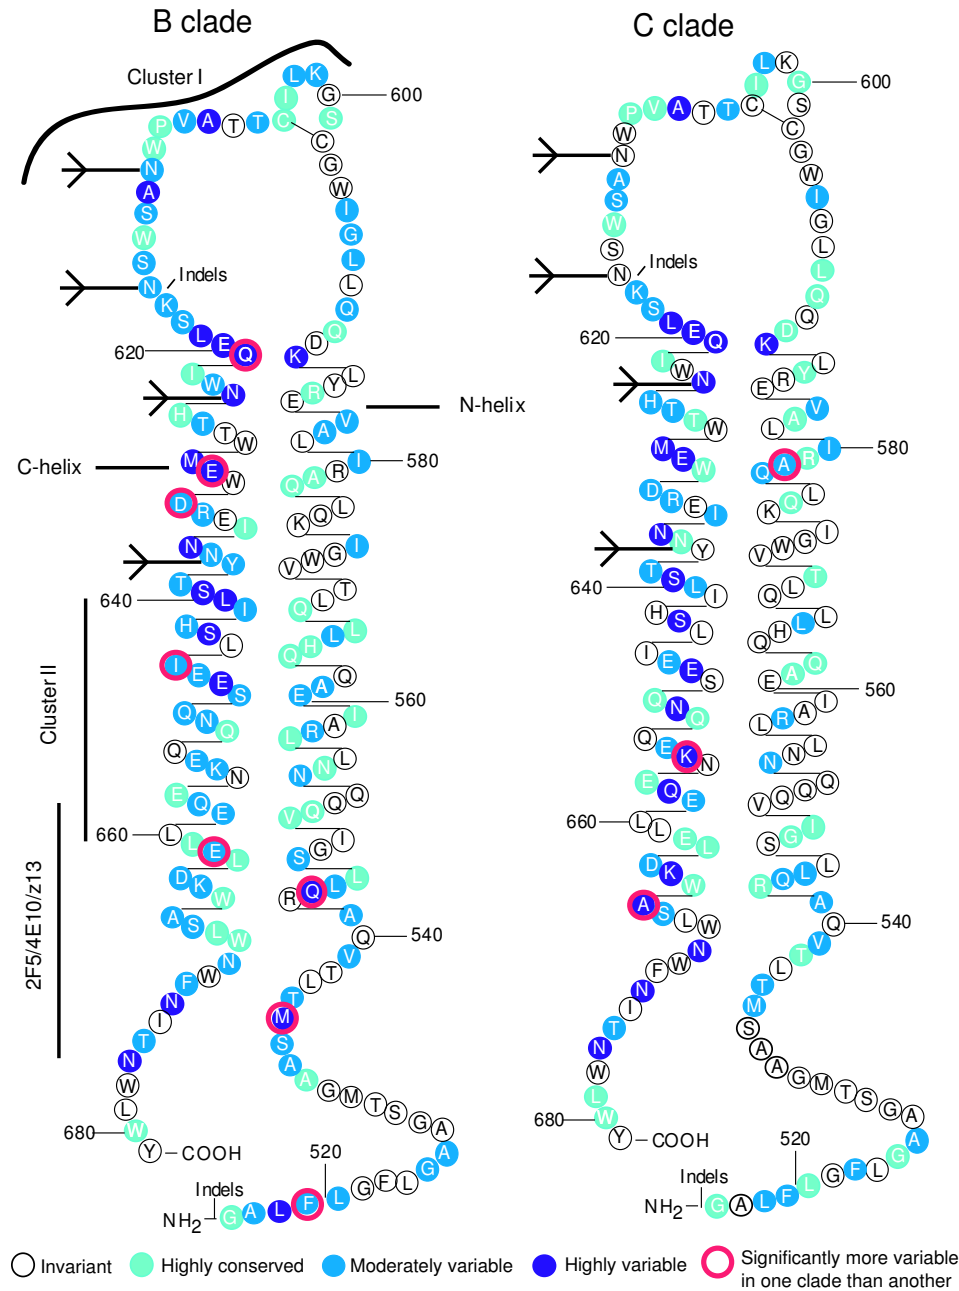 B clade
Cluster I
L K
I G
600
P V A T T C S
W C
N G
A W
S I
W G
S L
N L
Indels
K Q
S Q
L E Q D
K
620
I W N
L Y R E
H T T W
V A L
N-helix
C-helix
M E W
I R A Q
580
D R E I
L Q K
N N Y
I G W V
T S L I
640
T L Q
H S L
L L H Q
I E E S
Q A E
560
Q N Q
I A R L
Q E K N
L N N
E Q E
Q Q Q V
L L E L
660
I G S
D K W
L L Q R
A S L W
A
Q
540
N W F N I T N W L W Y
V T L T M S A A G M T S G A A G L F G L F L A G
680
COOH
520
Indels
NH2
Cluster II
2F5/4E10/z13
C clade
L K
I G
600
P V A T T C S
W C
N G
A W
S I
W G
S L
N L
Indels
K Q
S Q
L E Q D
K
620
I W N
L Y R E
H T T W
V A L
M E W
I R A Q
580
D R E I
L Q K
N N Y
I G W V
T S L I
640
T L Q
H S L
L L H Q
I E E S
Q A E
560
Q N Q
I A R L
Q E K N
L N N
E Q E
Q Q Q V
L L E L
660
I G S
D K W
L L Q R
A S L W
A
Q
540
N W F N I T N W L W Y
V T L T M S A A G M T S G A A G L F G L F L A G
680
COOH
520
Indels
NH2
Invariant
Highly conserved
Moderately variable
Highly variable
Significantly more variable
in one clade than another